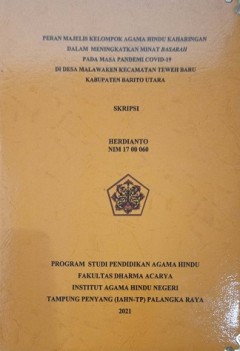 PERAN MAJELIS KELOMPOK AGAMA HINDU KAHARINGAN
DALAM MENINGKATKAN MINAT BASARAH
PADA MASA PANDEMI COVID-19
DI DESA MALAWAKEN KECAMATAN TEWEH BARU
KABUPATEN BARITO UTARA
SKRIPSI
HERDIANTO
NIM 17 00 060
PROGRAM STUDI PENDIDIKAN AGAMA HINDU
FAKULTAS DHARMA ACARYA
INSTITUT AGAMA HINDU NEGERI
TAMPUNG PENYANG (IAHN-TP) PALANGKA RAYA
2021